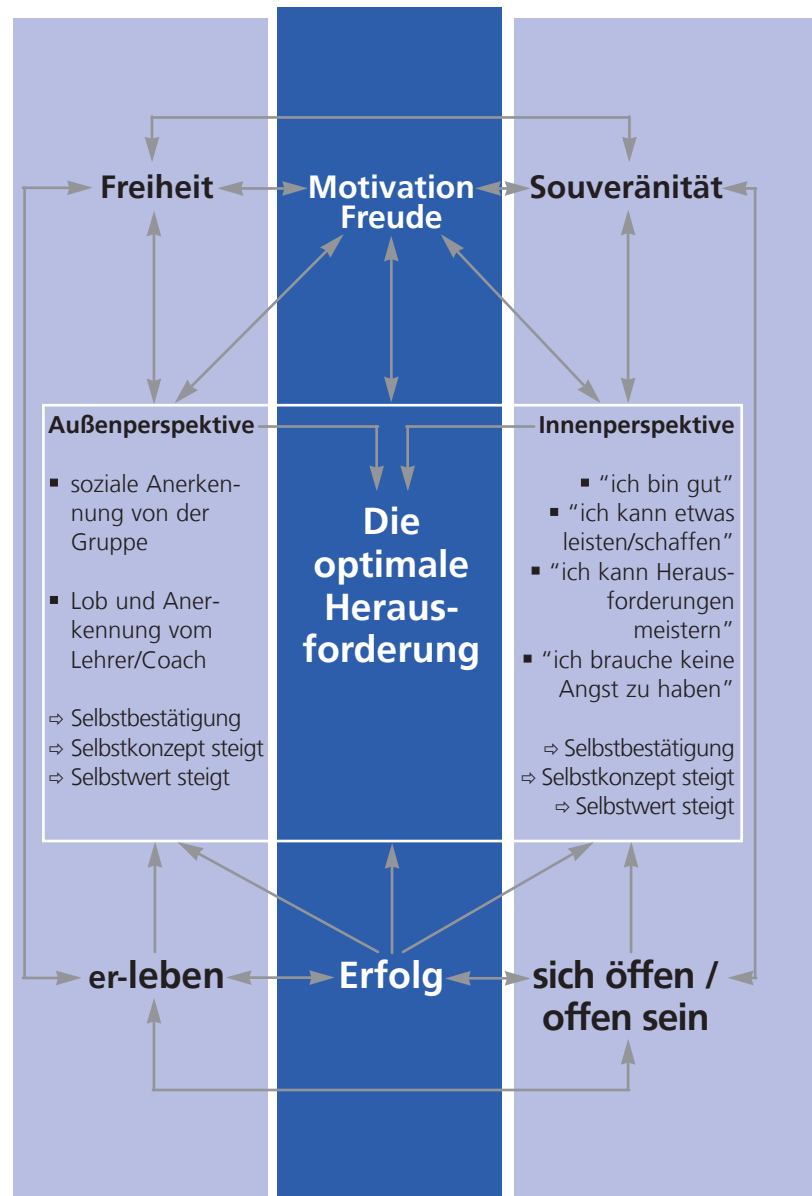 Freiheit
Motivation
Freude
Souveränität
Außenperspektive
▪ soziale Anerken-
nung von der
Gruppe
▪ Lob und Aner-
kennung vom
Lehrer/Coach
⇨ Selbstbestätigung
⇨ Selbstkonzept steigt
⇨ Selbstwert steigt
Die
optimale
Heraus-
forderung
Innenperspektive
▪ “ich bin gut”
▪ “ich kann etwas
leisten/schaffen”
▪ “ich kann Heraus-
forderungen
meistern”
▪ “ich brauche keine
Angst zu haben”
⇨ Selbstbestätigung
⇨ Selbstkonzept steigt
⇨ Selbstwert steigt
er-leben
Erfolg
sich öffen /
offen sein